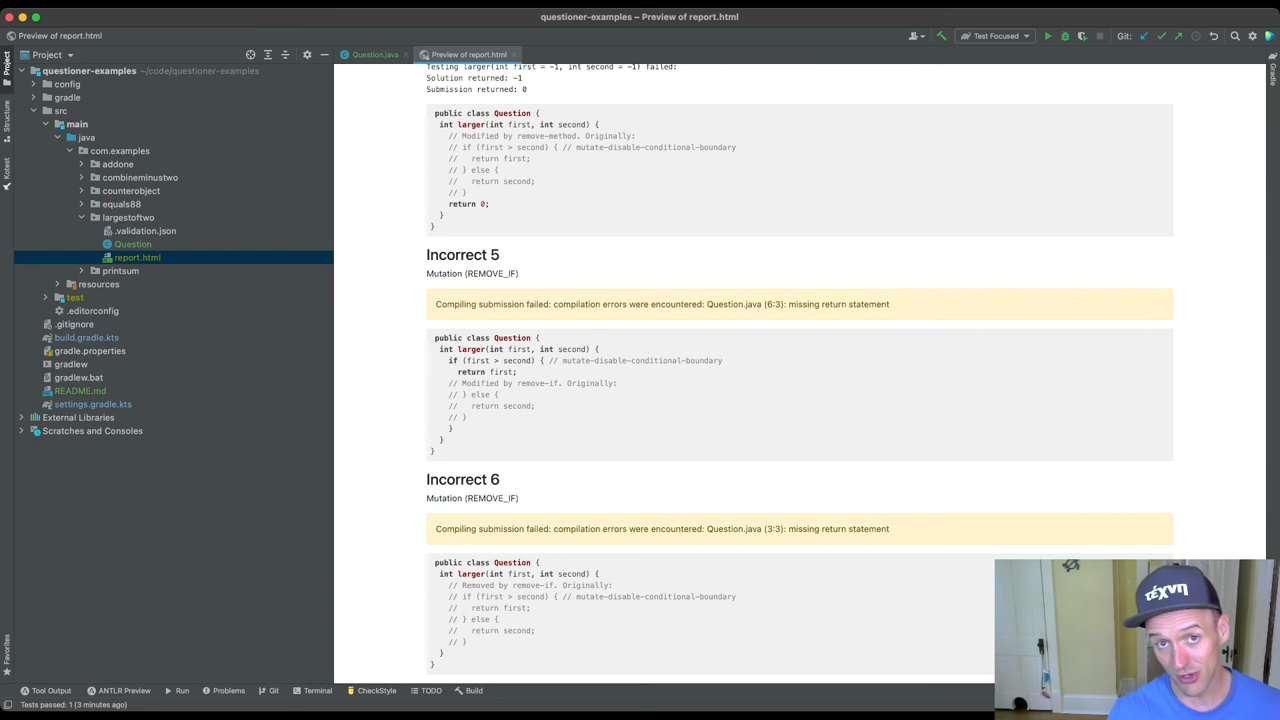 questioner-examples – Preview of report.html
Preview of report.html
Test Focused
Git:
Project
Question.java
Preview of report.html
Project
Structure
Kotest
Favorites
Gradle
questioner-examples ~/code/questioner-examples
config
gradle
src
main
java
com.examples
addone
combineminustwo
counterobject
equals88
largestoftwo
.validation.json
Question
report.html
printsum
resources
test
.editorconfig
.gitignore
build.gradle.kts
gradle.properties
gradlew
gradlew.bat
README.md
settings.gradle.kts
External Libraries
Scratches and Consoles
Testing larger(int first = -1, int second = -1) failed:
Solution returned: -1
Submission returned: 0
public class Question {
int larger(int first, int second) {
// Modified by remove-method. Originally:
// if (first > second) { // mutate-disable-conditional-boundary
//   return first;
// } else {
//   return second;
// }
return 0;
}
}
Incorrect 5
Mutation (REMOVE_IF)
Compiling submission failed: compilation errors were encountered: Question.java (6:3): missing return statement
public class Question {
int larger(int first, int second) {
if (first > second) { // mutate-disable-conditional-boundary
return first;
// Modified by remove-if. Originally:
// } else {
//   return second;
// }
}
}
}
Incorrect 6
Mutation (REMOVE_IF)
Compiling submission failed: compilation errors were encountered: Question.java (3:3): missing return statement
public class Question {
int larger(int first, int second) {
// Removed by remove-if. Originally:
// if (first > second) { // mutate-disable-conditional-boundary
//   return first;
// } else {
//   return second;
// }
}
}
τέχνη
Tool Output
ANTLR Preview
Run
Problems
Git
Terminal
CheckStyle
TODO
Build
Tests passed: 1 (3 minutes ago)